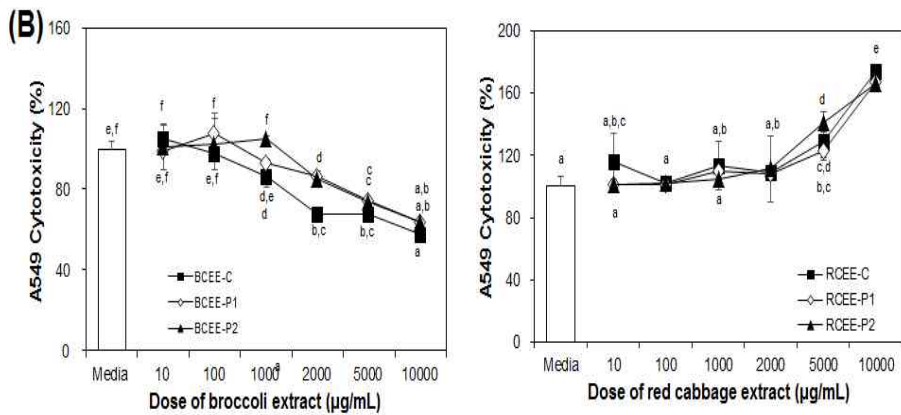 (B)
160
120
80
40
0
A549 Cytotoxicity (%)
e,f
f
f
f
d
c
c
a,b
a,b
e,f
e,f
d,e
d
b,c
b,c
a
BCEE-C
BCEE-P1
BCEE-P2
Media 10 100 1000 2000 5000 10000
a
Dose of broccoli extract (µg/mL)
200
160
120
80
40
0
A549 Cytotoxicity (%)
a
a,b,c
a
a,b
a,b
d
e
a
a
c,d
b,c
RCEE-C
RCEE-P1
RCEE-P2
Media 10 100 1000 2000 5000 10000
Dose of red cabbage extract (µg/mL)